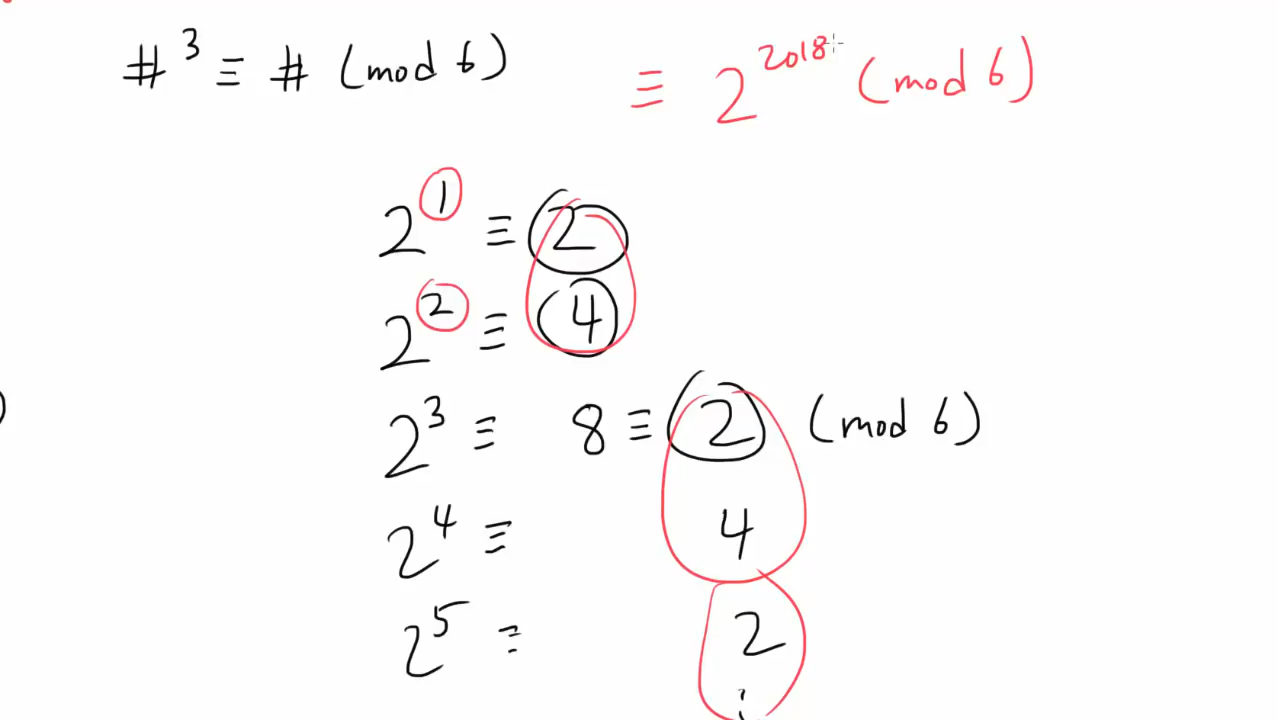 #³ ≡ # (mod 6)
≡ 2²⁰¹⁸ (mod 6)
2¹ ≡ 2
2² ≡ 4
2³ ≡ 8 ≡ 2 (mod 6)
2⁴ ≡ 4
2⁵ ≡ 2